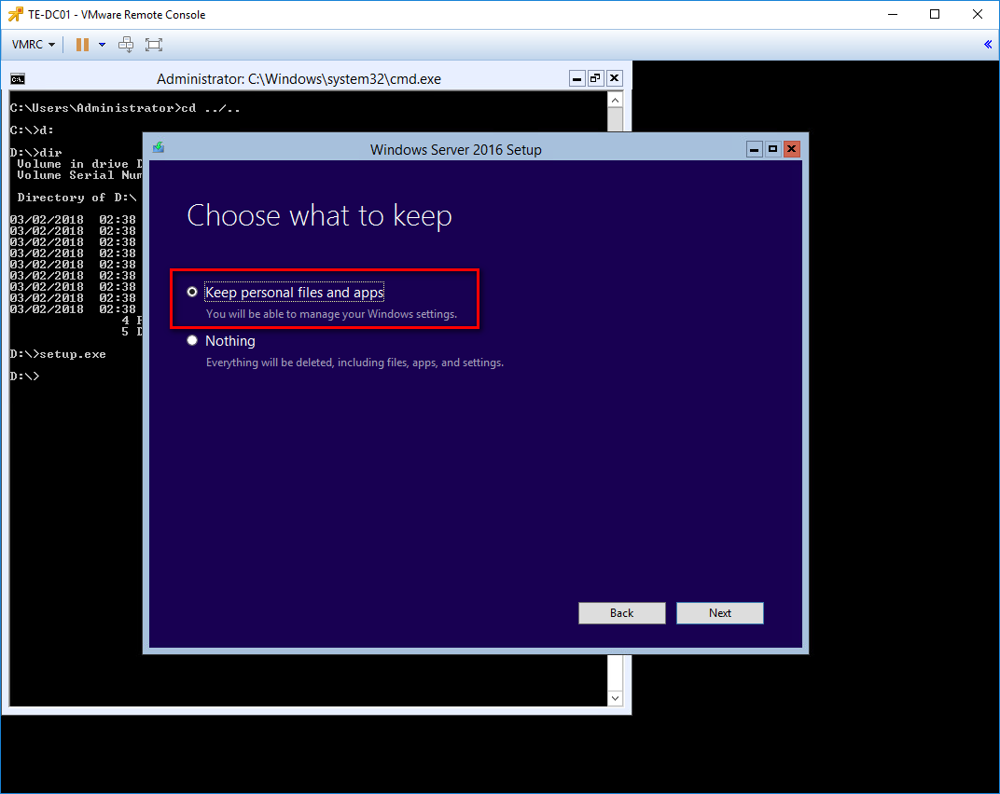 TE-DC01 - VMware Remote Console
VMRC
Administrator: C:\Windows\system32\cmd.exe
C:\Users\Administrator>cd ../..
C:\>d:
D:\>dir
Volume in drive D
Volume Serial Num
Directory of D:\
03/02/2018 02:38
03/02/2018 02:38
03/02/2018 02:38
03/02/2018 02:38
03/02/2018 02:38
03/02/2018 02:38
03/02/2018 02:38
03/02/2018 02:38
03/02/2018 02:38
4 F
5 D
D:\>setup.exe
D:\>
Windows Server 2016 Setup
Choose what to keep
Keep personal files and apps
You will be able to manage your Windows settings.
Nothing
Everything will be deleted, including files, apps, and settings.
Back
Next